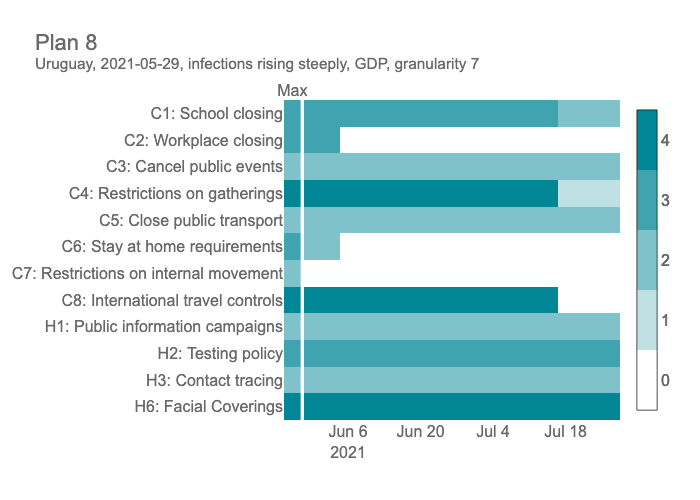 Plan 8
Uruguay, 2021-05-29, infections rising steeply, GDP, granularity 7
Max
C1: School closing
C2: Workplace closing
C3: Cancel public events
C4: Restrictions on gatherings
C5: Close public transport
C6: Stay at home requirements
C7: Restrictions on internal movement
C8: International travel controls
H1: Public information campaigns
H2: Testing policy
H3: Contact tracing
H6: Facial Coverings
4
3
2
1
0
Jun 6 Jun 20 Jul 4 Jul 18
2021